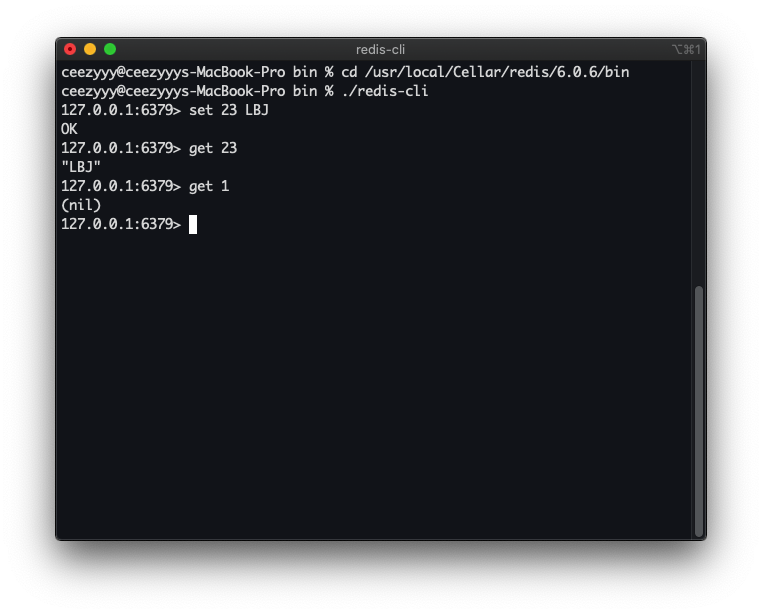 redis-cli
⌥⌘1
ceezyyy@ceezyyys-MacBook-Pro bin % cd /usr/local/Cellar/redis/6.0.6/bin
ceezyyy@ceezyyys-MacBook-Pro bin % ./redis-cli
127.0.0.1:6379> set 23 LBJ
OK
127.0.0.1:6379> get 23
"LBJ"
127.0.0.1:6379> get 1
(nil)
127.0.0.1:6379>